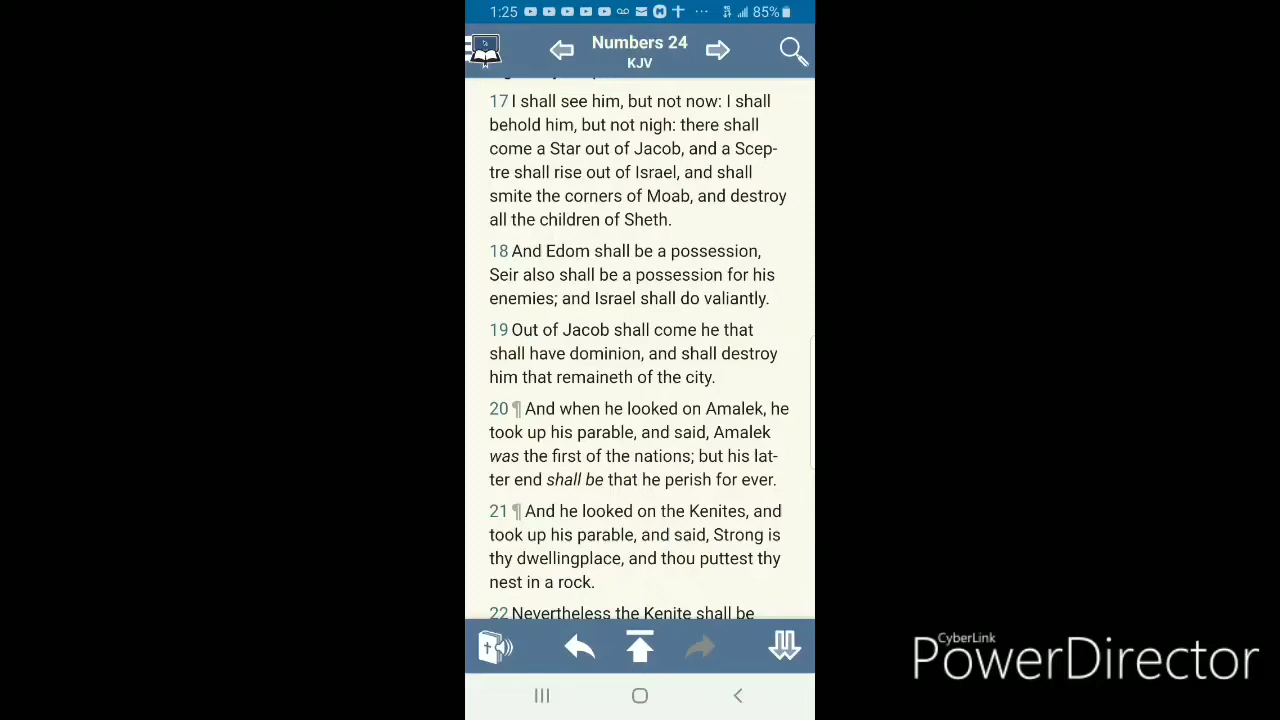 1:25 85%
Numbers 24
KJV
17 I shall see him, but not now: I shall
behold him, but not nigh: there shall
come a Star out of Jacob, and a Scep-
tre shall rise out of Israel, and shall
smite the corners of Moab, and destroy
all the children of Sheth.
18 And Edom shall be a possession,
Seir also shall be a possession for his
enemies; and Israel shall do valiantly.
19 Out of Jacob shall come he that
shall have dominion, and shall destroy
him that remaineth of the city.
20 ¶ And when he looked on Amalek, he
took up his parable, and said, Amalek
was the first of the nations; but his lat-
ter end shall be that he perish for ever.
21 ¶ And he looked on the Kenites, and
took up his parable, and said, Strong is
thy dwellingplace, and thou puttest thy
nest in a rock.
22 Nevertheless the Kenite shall be
CyberLink
PowerDirector